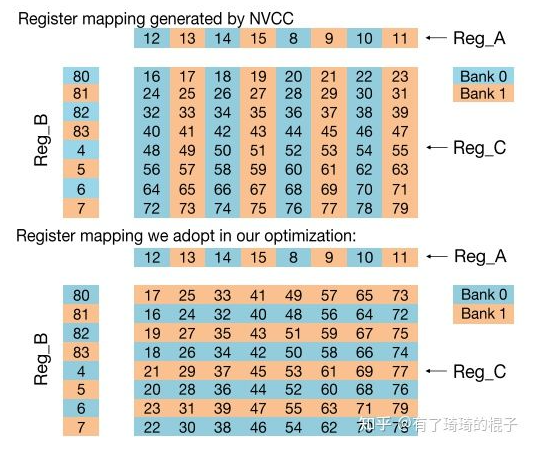 Register mapping generated by NVCC
12 13 14 15 8 9 10 11 Reg_A
80 16 17 18 19 20 21 22 23 Bank 0
81 24 25 26 27 28 29 30 31 Bank 1
82 32 33 34 35 36 37 38 39
83 40 41 42 43 44 45 46 47
Reg_B
4 48 49 50 51 52 53 54 55 Reg_C
5 56 57 58 59 60 61 62 63
6 64 65 66 67 68 69 70 71
7 72 73 74 75 76 77 78 79
Register mapping we adopt in our optimization:
12 13 14 15 8 9 10 11 Reg_A
80 17 25 33 41 49 57 65 73 Bank 0
81 16 24 32 40 48 56 64 72 Bank 1
82 19 27 35 43 51 59 67 75
83 18 26 34 42 50 58 66 74
Reg_B
4 21 29 37 45 53 61 69 77 Reg_C
5 20 28 36 44 52 60 68 76
6 23 31 39 47 55 63 71 79
7 22 30 38 46 54 62
知乎 @有了琦琦的棍子